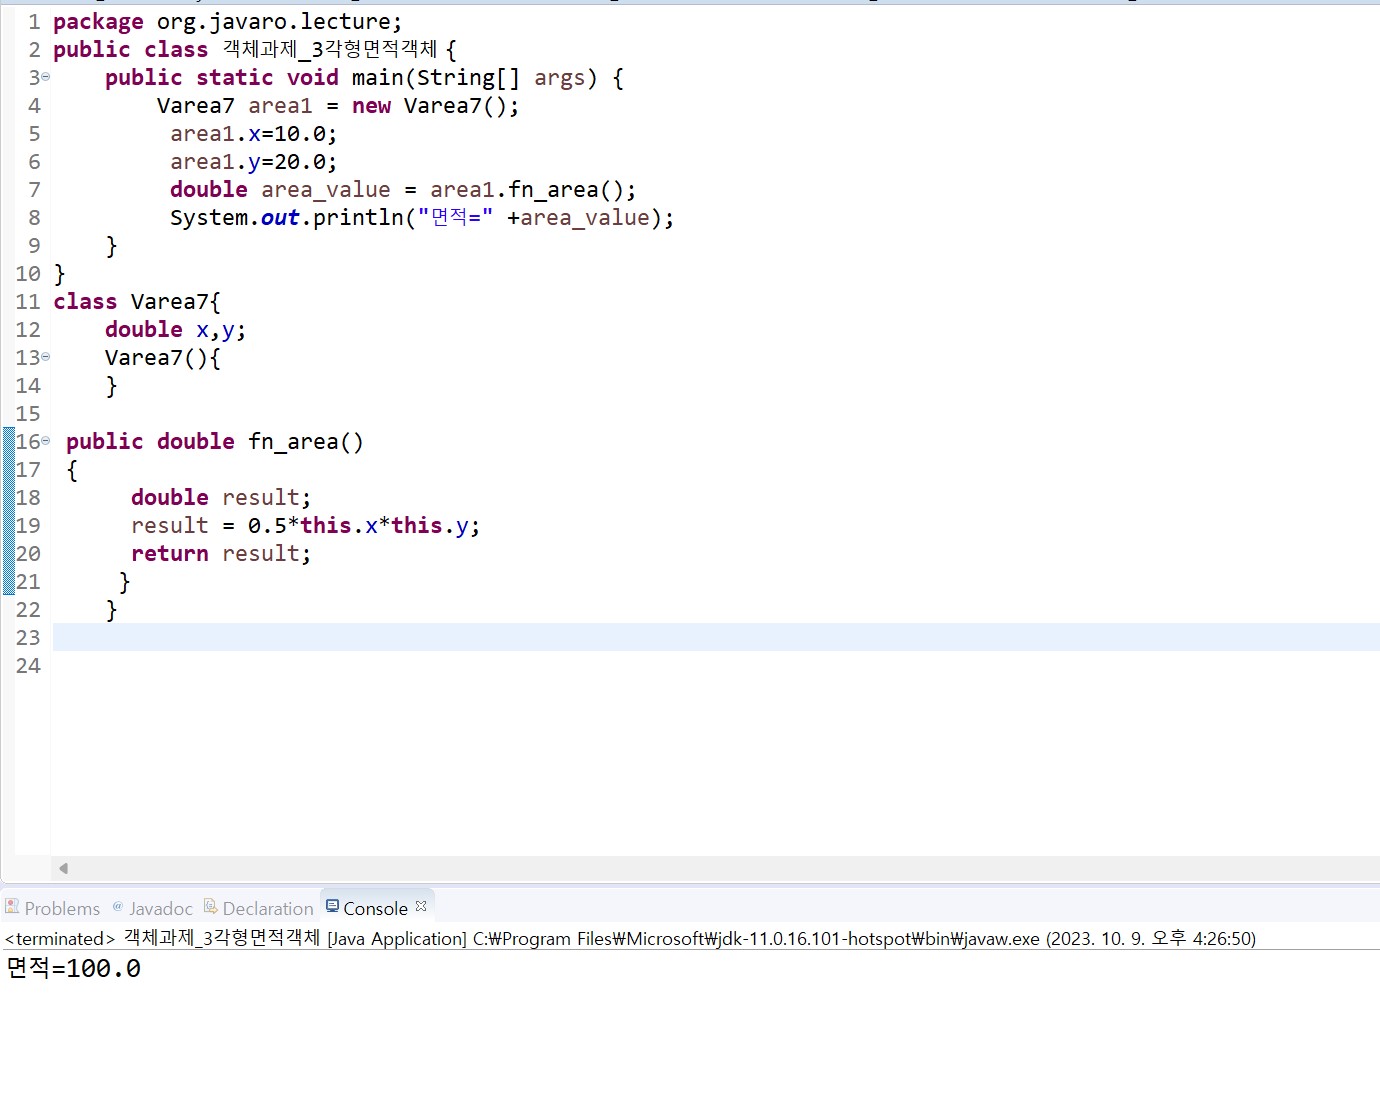 1 package org.javaro.lecture;
2 public class 객체과제_3각형면적객체 {
3 public static void main(String[] args) {
4 Varea7 area1 = new Varea7();
5 area1.x=10.0;
6 area1.y=20.0;
7 double area_value = area1.fn_area();
8 System.out.println("면적=" +area_value);
9 }
10 }
11 class Varea7{
12 double x,y;
13 Varea7(){
14 }
15
16 public double fn_area()
17 {
18 double result;
19 result = 0.5*this.x*this.y;
20 return result;
21 }
22 }
23
24
Problems @ Javadoc Declaration Console
<terminated> 객체과제_3각형면적객체 [Java Application] C:₩Program Files₩Microsoft₩jdk-11.0.16.101-hotspot₩bin₩javaw.exe (2023. 10. 9. 오후 4:26:50)
면적=100.0